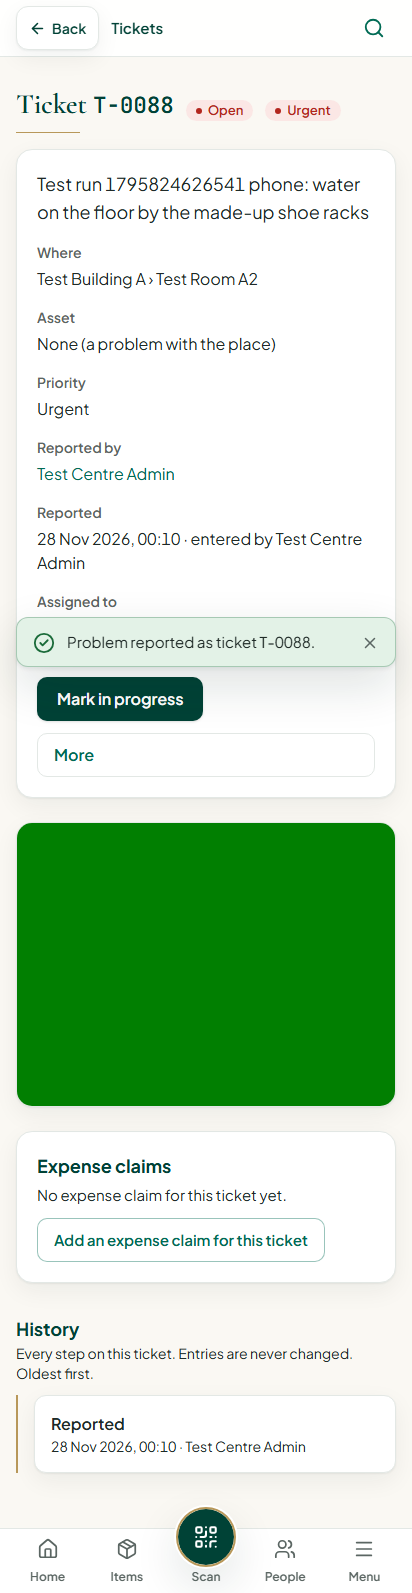 Back Tickets
Ticket T-0088 Open Urgent
Test run 1795824626541 phone: water
on the floor by the made-up shoe racks
Where
Test Building A › Test Room A2
Asset
None (a problem with the place)
Priority
Urgent
Reported by
Test Centre Admin
Reported
28 Nov 2026, 00:10 · entered by Test Centre
Admin
Assigned to
Problem reported as ticket T-0088.
Mark in progress
More
Expense claims
No expense claim for this ticket yet.
Add an expense claim for this ticket
History
Every step on this ticket. Entries are never changed.
Oldest first.
Reported
28 Nov 2026, 00:10 · Test Centre Admin
Home Items Scan People Menu